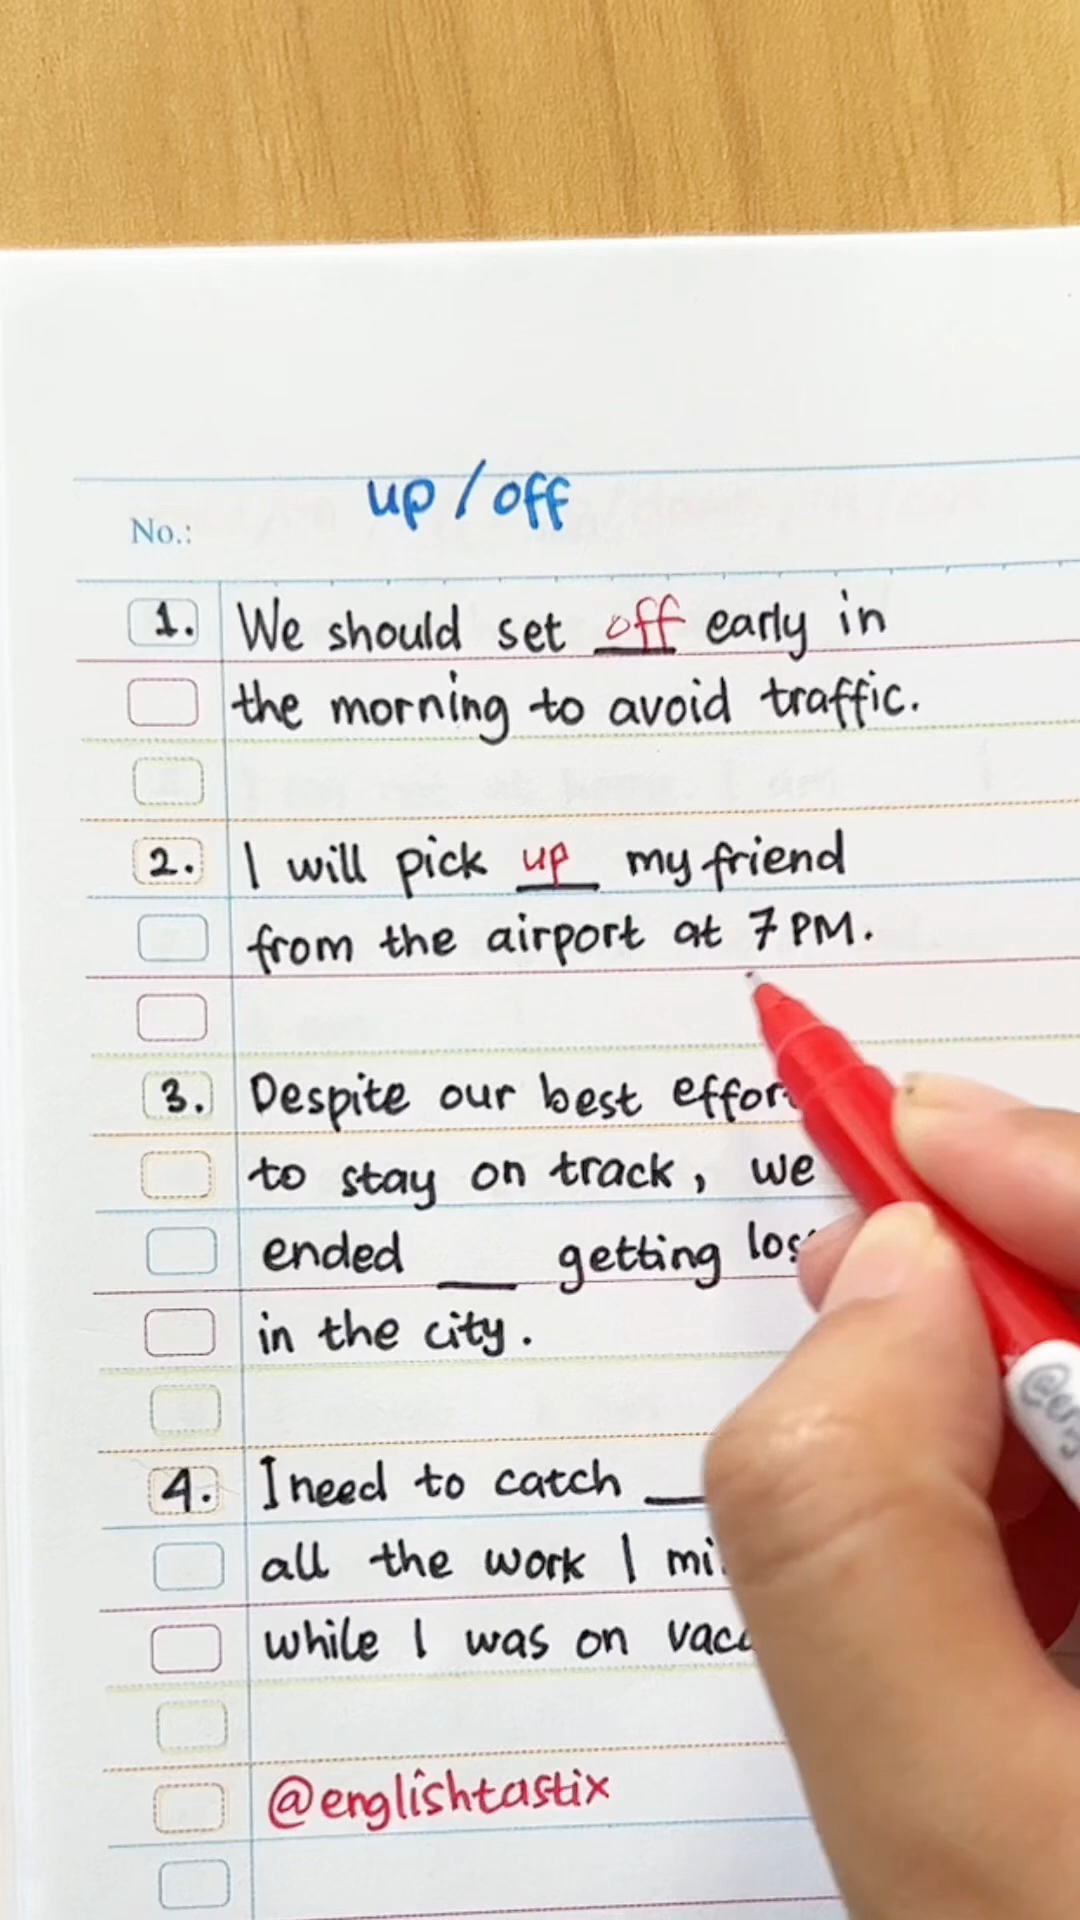 up / off
No.:
1. We should set off early in
the morning to avoid traffic.
2. I will pick up my friend
from the airport at 7 PM.
3. Despite our best
to stay on track, we
ended __ getting
in the city.
4. I need to catch __
all the work I
while I was on
@englishtastix